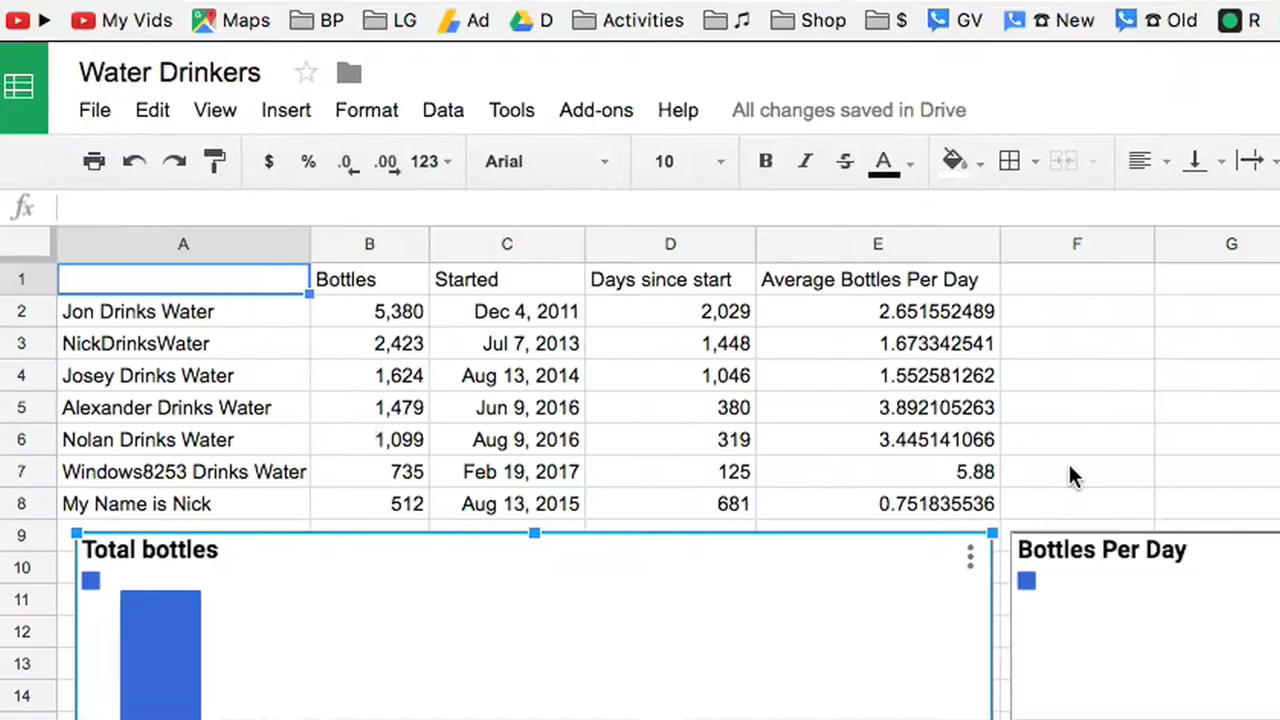 My Vids Maps BP LG Ad D Activities Shop $ GV ☎ New ☎ Old R
Water Drinkers
File Edit View Insert Format Data Tools Add-ons Help All changes saved in Drive
$ % .0 .00 123 Arial 10 B I S A
fx
A B C D E F G
1 Bottles Started Days since start Average Bottles Per Day
2 Jon Drinks Water 5,380 Dec 4, 2011 2,029 2.651552489
3 NickDrinksWater 2,423 Jul 7, 2013 1,448 1.673342541
4 Josey Drinks Water 1,624 Aug 13, 2014 1,046 1.552581262
5 Alexander Drinks Water 1,479 Jun 9, 2016 380 3.892105263
6 Nolan Drinks Water 1,099 Aug 9, 2016 319 3.445141066
7 Windows8253 Drinks Water 735 Feb 19, 2017 125 5.88
8 My Name is Nick 512 Aug 13, 2015 681 0.751835536
9
Total bottles Bottles Per Day
10
11
12
13
14